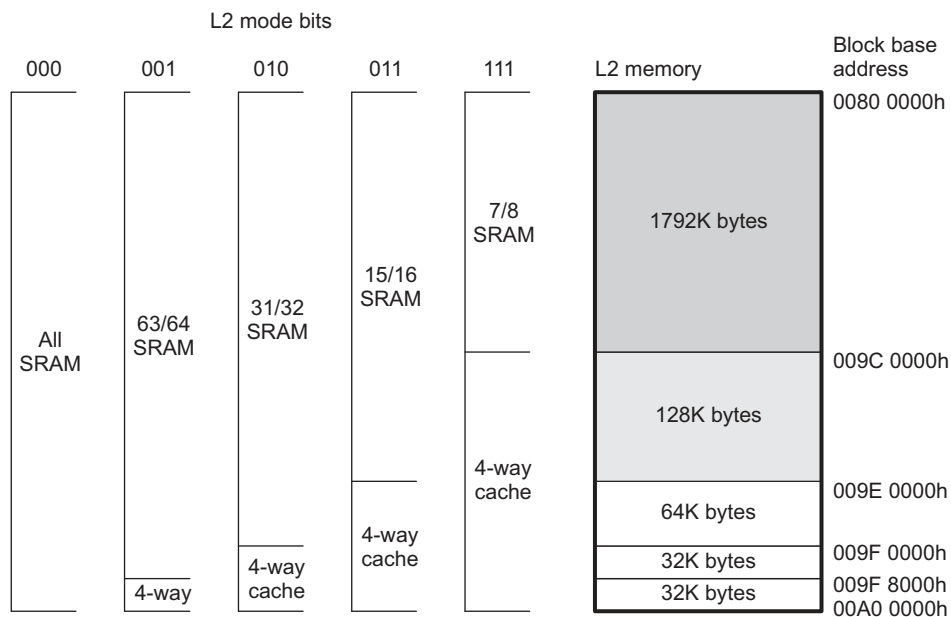 L2 mode bits
000 001 010 011 111 L2 memory
Block base
address
0080 0000h
7/8
SRAM
1792K bytes
15/16
SRAM
31/32
SRAM
63/64
SRAM
All
SRAM
009C 0000h
128K bytes
4-way
cache
009E 0000h
64K bytes
4-way
cache
009F 0000h
32K bytes
4-way
cache
009F 8000h
4-way
32K bytes
00A0 0000h